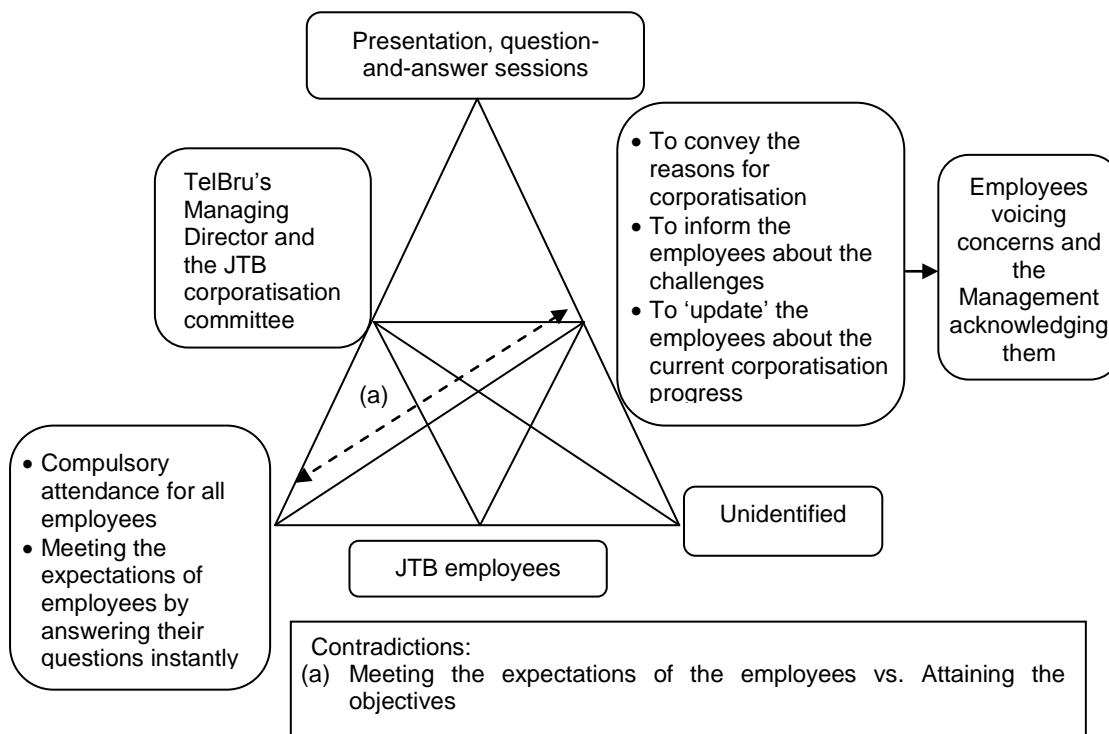 Presentation, question-
and-answer sessions
TelBru's
Managing
Director and
the JTB
corporatisation
committee
• To convey the
reasons for
corporatisation
• To inform the
employees about the
challenges
• To ‘update’ the
employees about the
current corporatisation
progress
Employees
voicing
concerns and
the
Management
acknowledging
them
(a)
• Compulsory
attendance for all
employees
• Meeting the
expectations of
employees by
answering their
questions instantly
JTB employees
Unidentified
Contradictions:
(a) Meeting the expectations of the employees vs. Attaining the
objectives